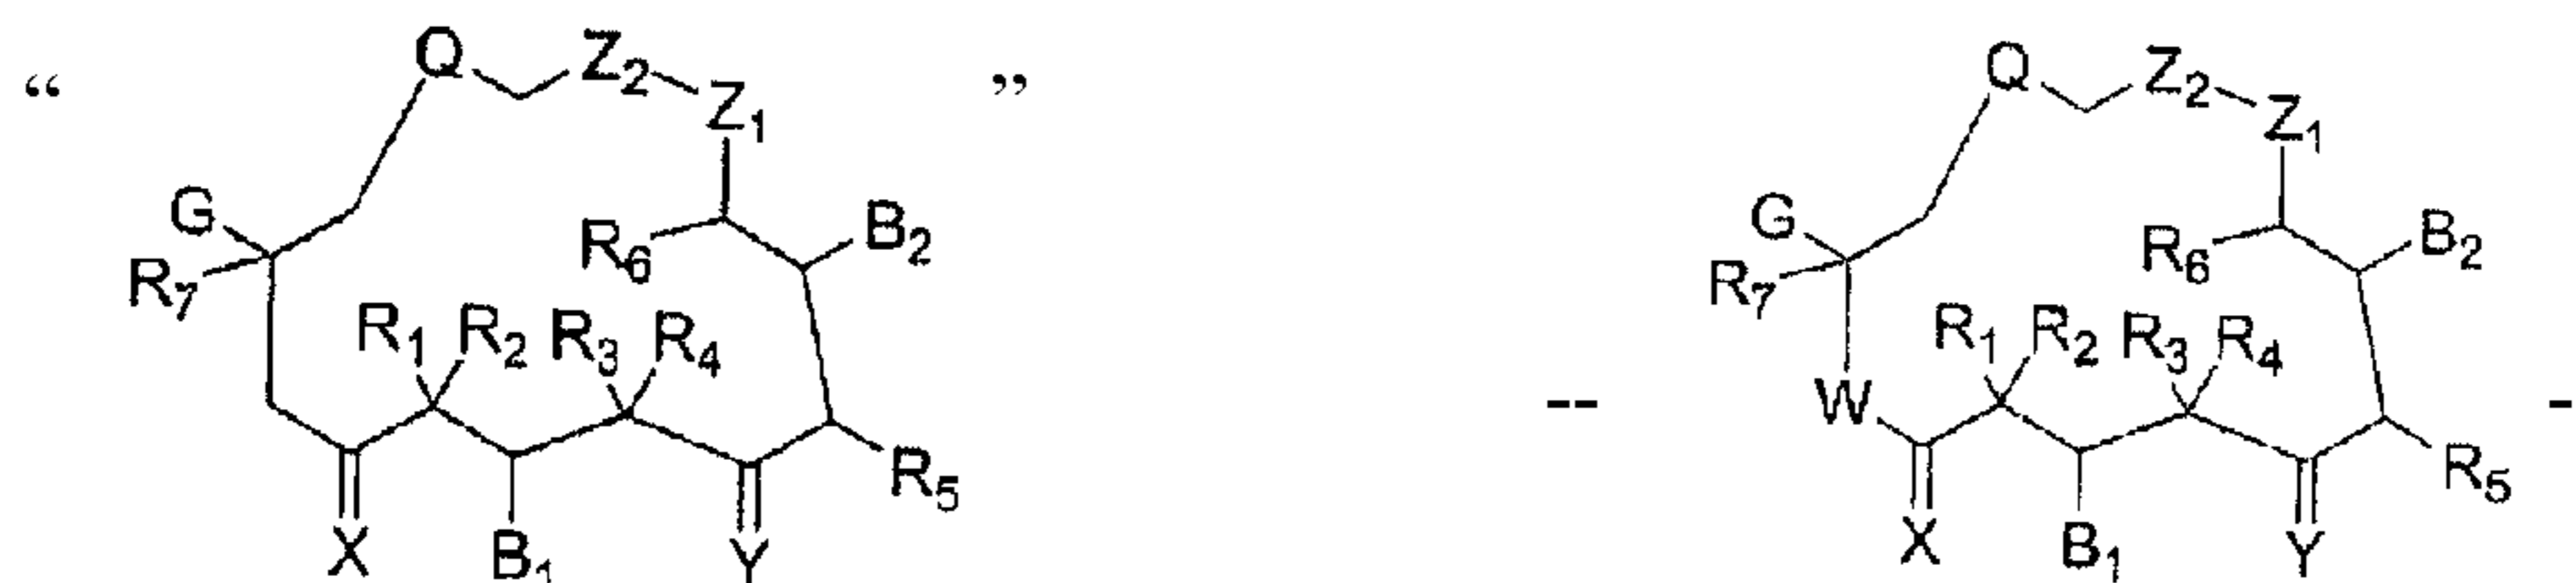 “ Q Z2 Z1 ” -- Q Z2 Z1
G R7 R6 B2 G R7 R6 B2
R1 R2 R3 R4 R1 R2 R3 R4
W -
R5 R5
X B1 Y X B1 Y